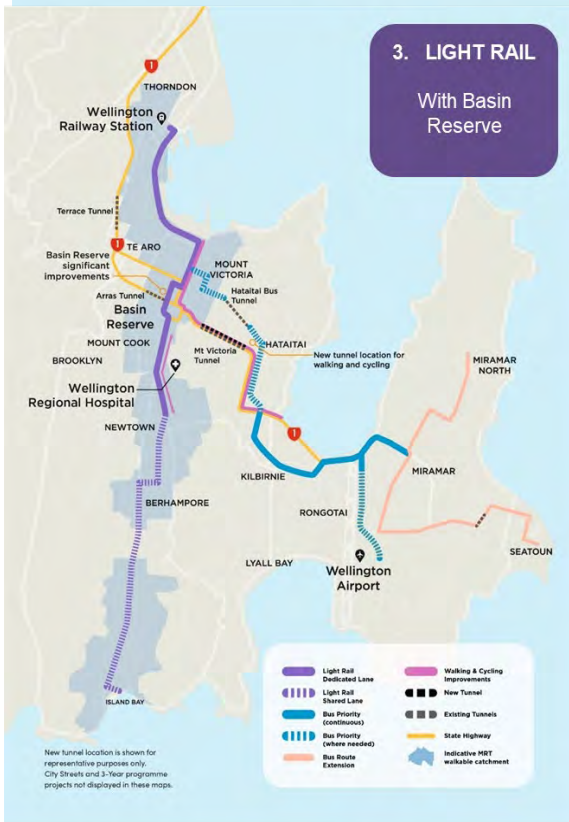 3. LIGHT RAIL
With Basin
Reserve
1
THORNDON
Wellington
Railway Station
Terrace Tunnel
1
TE ARO
Basin Reserve
significant
improvements
MOUNT
VICTORIA
Hataitai Bus
Tunnel
Arras Tunnel
Basin
Reserve
MOUNT COOK
BROOKLYN
Mt Victoria
Tunnel
HATAITAI
New tunnel location for
walking and cycling
MIRAMAR
NORTH
Wellington
Regional Hospital
NEWTOWN
1
KILBIRNIE
MIRAMAR
BERHAMPORE
RONGOTAI
SEATOUN
LYALL BAY
Wellington
Airport
ISLAND BAY
New tunnel location is shown for
representative purposes only.
City Streets and 3-Year programme
projects not displayed in these maps.
Light Rail
Dedicated Lane
Light Rail
Shared Lane
Bus Priority
(continuous)
Bus Priority
(where needed)
Bus Route
Extension
Walking & Cycling
Improvements
New Tunnel
Existing Tunnels
State Highway
Indicative MRT
walkable catchment